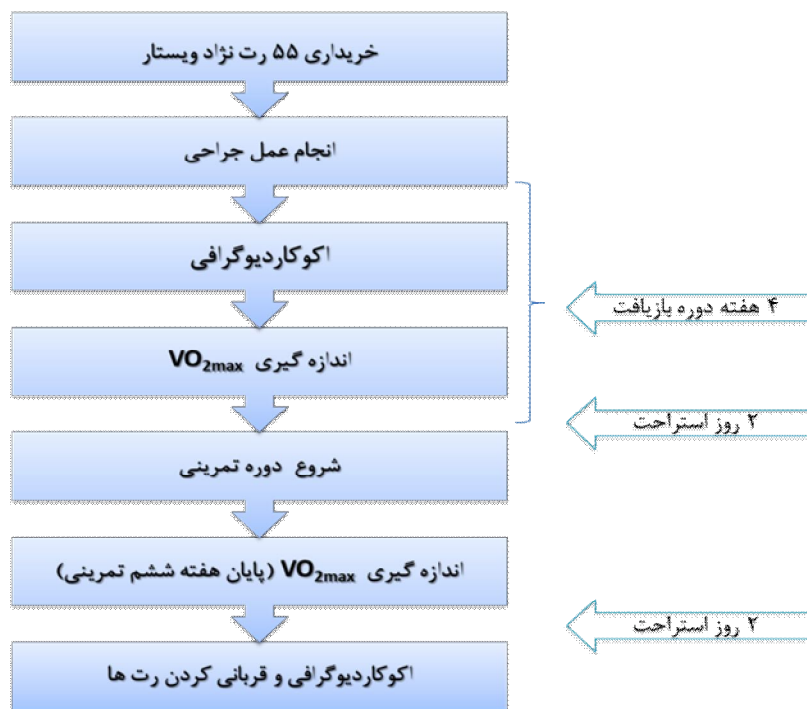 خریداری ۵۵ رت نژاد ویستار
انجام عمل جراحی
اکوکاردیوگرافی
۴ هفته دوره بازیافت
اندازه گیری VO2max
۲ روز استراحت
شروع دوره تمرینی
اندازه گیری VO2max (پایان هفته ششم تمرینی)
۲ روز استراحت
اکوکاردیوگرافی و قربانی کردن رت ها